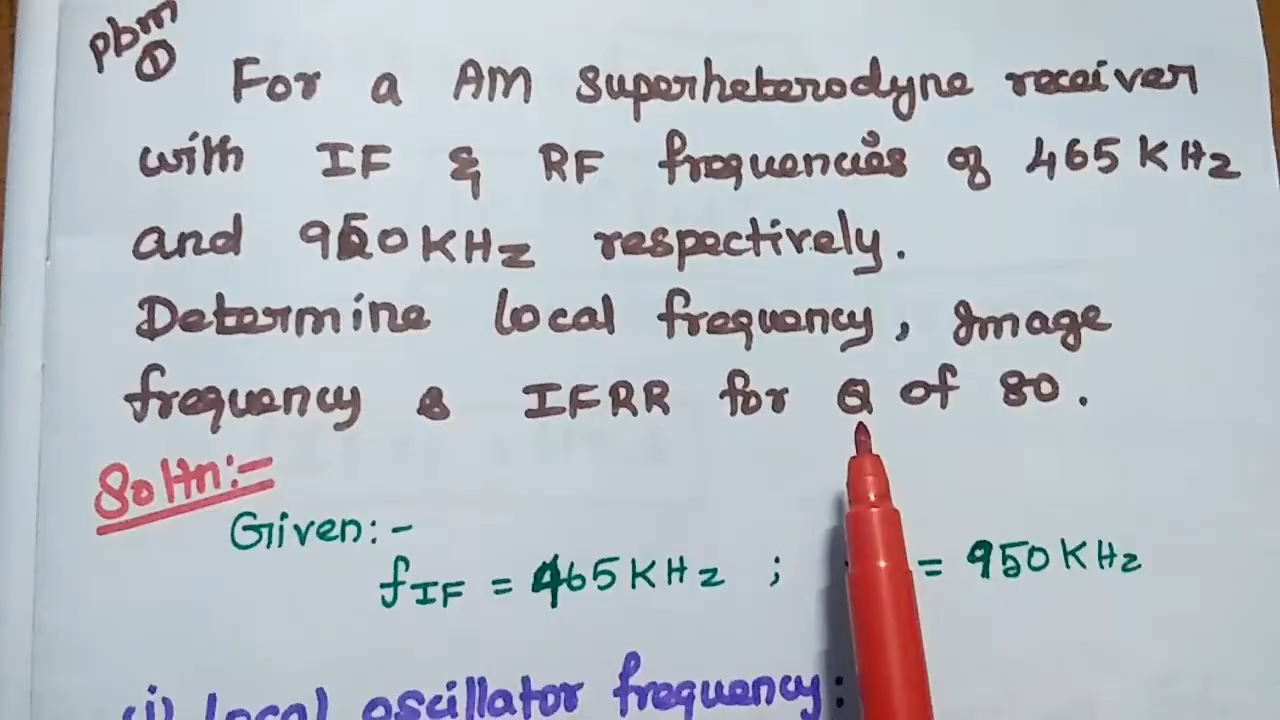 pbm ①
For a AM superheterodyne receiver
with IF & RF frequencies of 465 KHz
and 950 KHz respectively.
Determine local frequency, Image
frequency & IFRR for Q of 80.
Soltn:-
Given:-
fIF = 465 KHz ; = 950 KHz
(i) Local oscillator frequency: